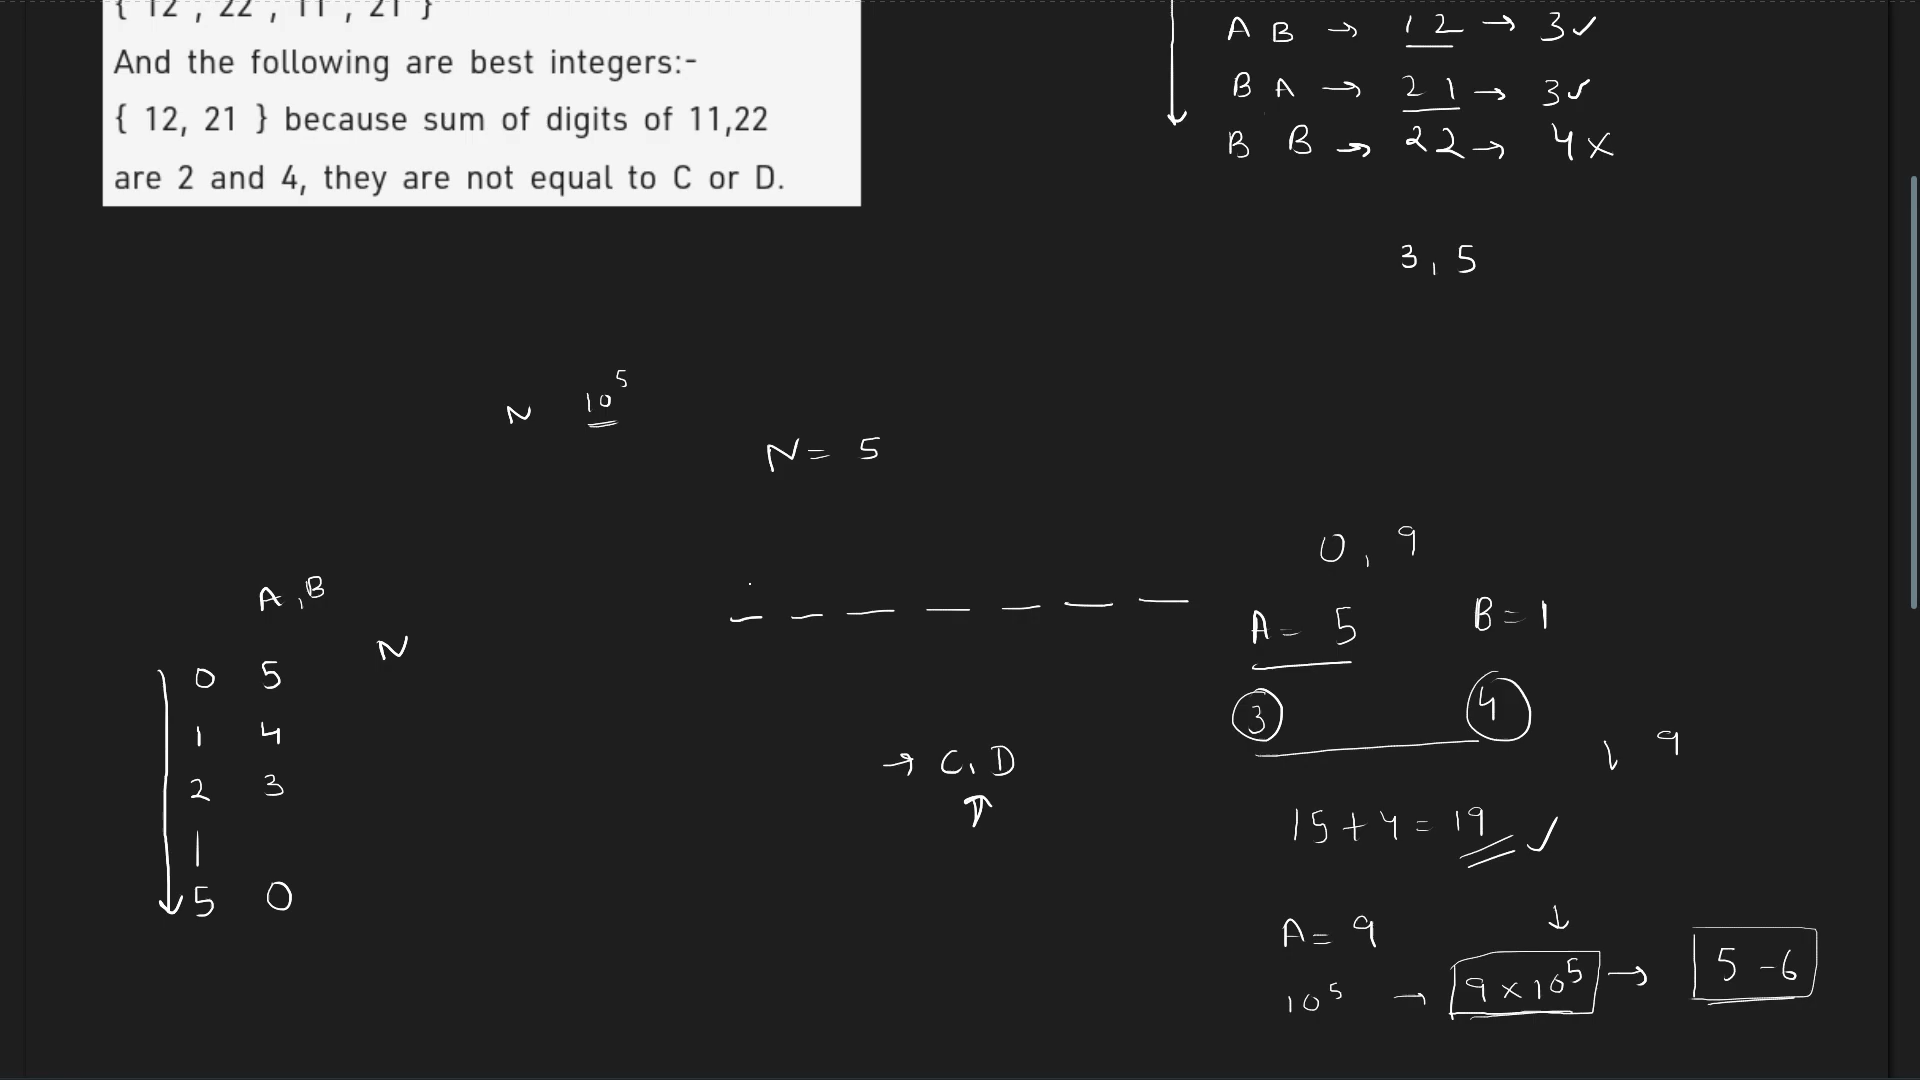 { 12 , 22 , 11 , 21 }
And the following are best integers:-
{ 12, 21 } because sum of digits of 11,22
are 2 and 4, they are not equal to C or D.
A B → 12 → 3 ✓
B A → 21 → 3 ✓
B B → 22 → 4 x
3, 5
N 10^5
N = 5
0, 9
A = 5 B = 1
3 4
9
15 + 4 = 19 ✓
A = 9
10^5 → 9 x 10^5 → 5 - 6
→ C, D
A, B
N
0 5
1 4
2 3
|
5 0